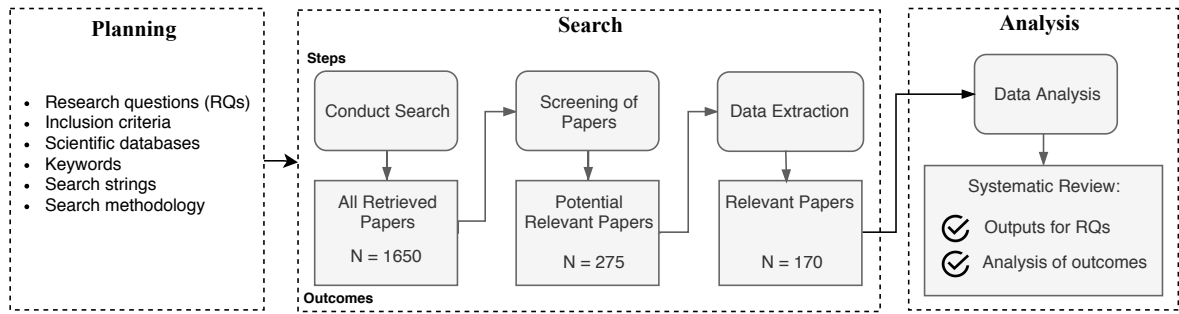 Planning
Research questions (RQs)
Inclusion criteria
Scientific databases
Keywords
Search strings
Search methodology
Search
Steps
Conduct Search
Screening of
Papers
Data Extraction
All Retrieved
Papers
N = 1650
Potential
Relevant Papers
N = 275
Relevant Papers
N = 170
Outcomes
Analysis
Data Analysis
Systematic Review:
Outputs for RQs
Analysis of outcomes